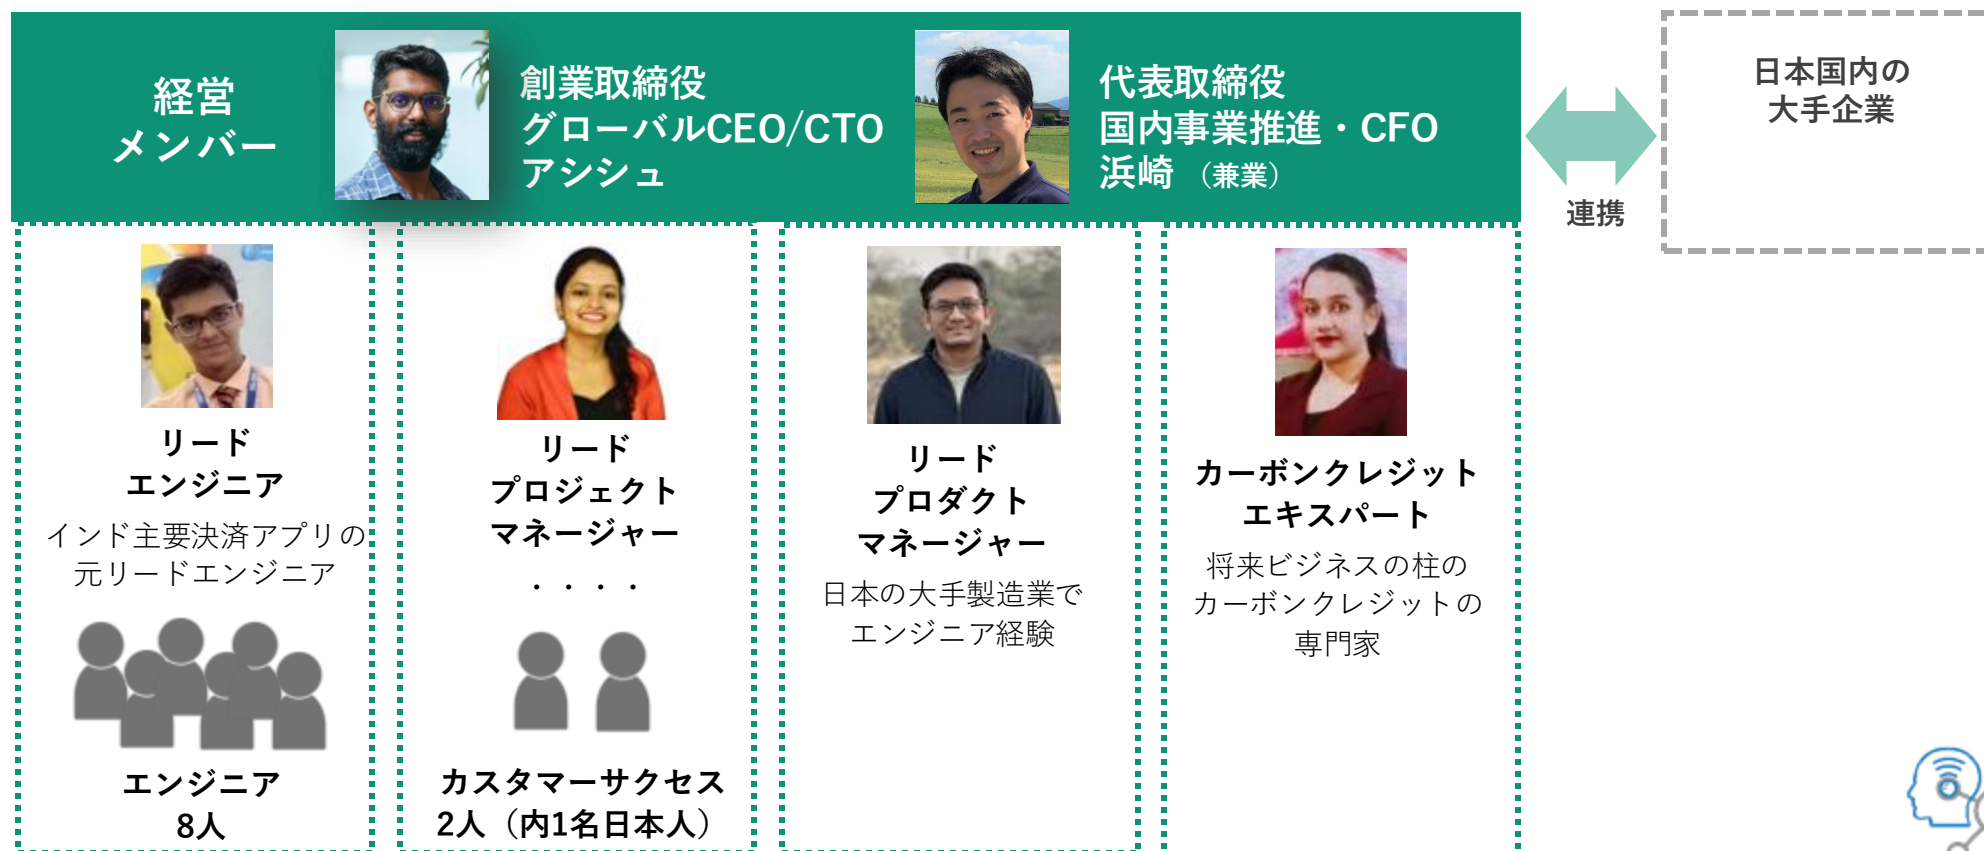 経営
メンバー
創業取締役
グローバルCEO/CTO
アシシュ
代表取締役
国内事業推進・CFO
浜崎 （兼業）
連携
日本国内の
大手企業
リード
エンジニア
インド主要決済アプリの
元リードエンジニア
エンジニア
8人
リード
プロジェクト
マネージャー
・・・・
カスタマーサクセス
2人（内1名日本人）
リード
プロダクト
マネージャー
日本の大手製造業で
エンジニア経験
カーボンクレジット
エキスパート
将来ビジネスの柱の
カーボンクレジットの
専門家